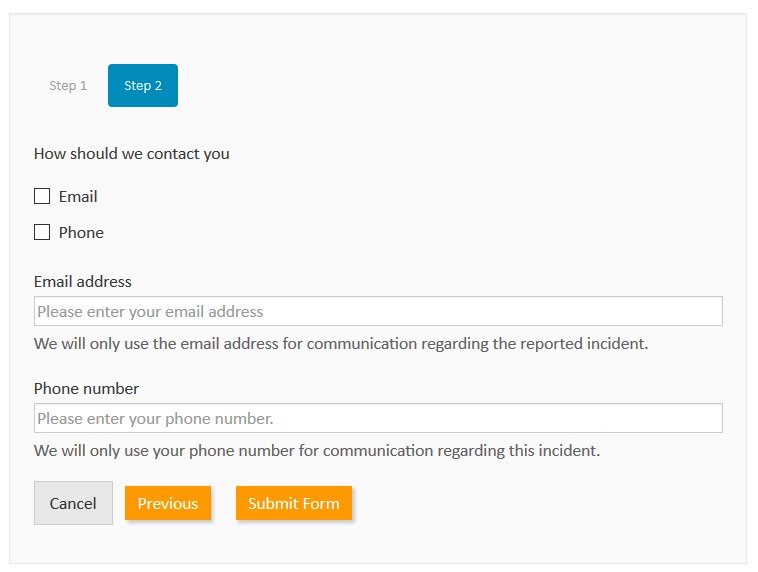 Step 1 Step 2
How should we contact you
Email
Phone
Email address
Please enter your email address
We will only use the email address for communication regarding the reported incident.
Phone number
Please enter your phone number.
We will only use your phone number for communication regarding this incident.
Cancel Previous Submit Form